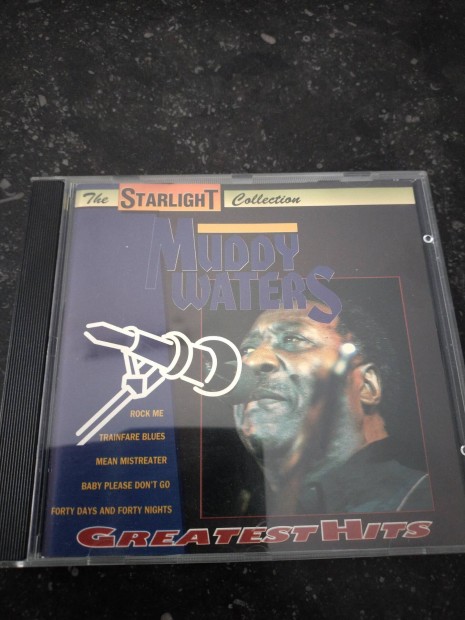 The STARLIGHT Collection
MUDDY
WATERS
ROCK ME
TRAINFARE BLUES
MEAN MISTREATER
BABY PLEASE DON'T GO
FORTY DAYS AND FORTY NIGHTS
GREATEST HITS